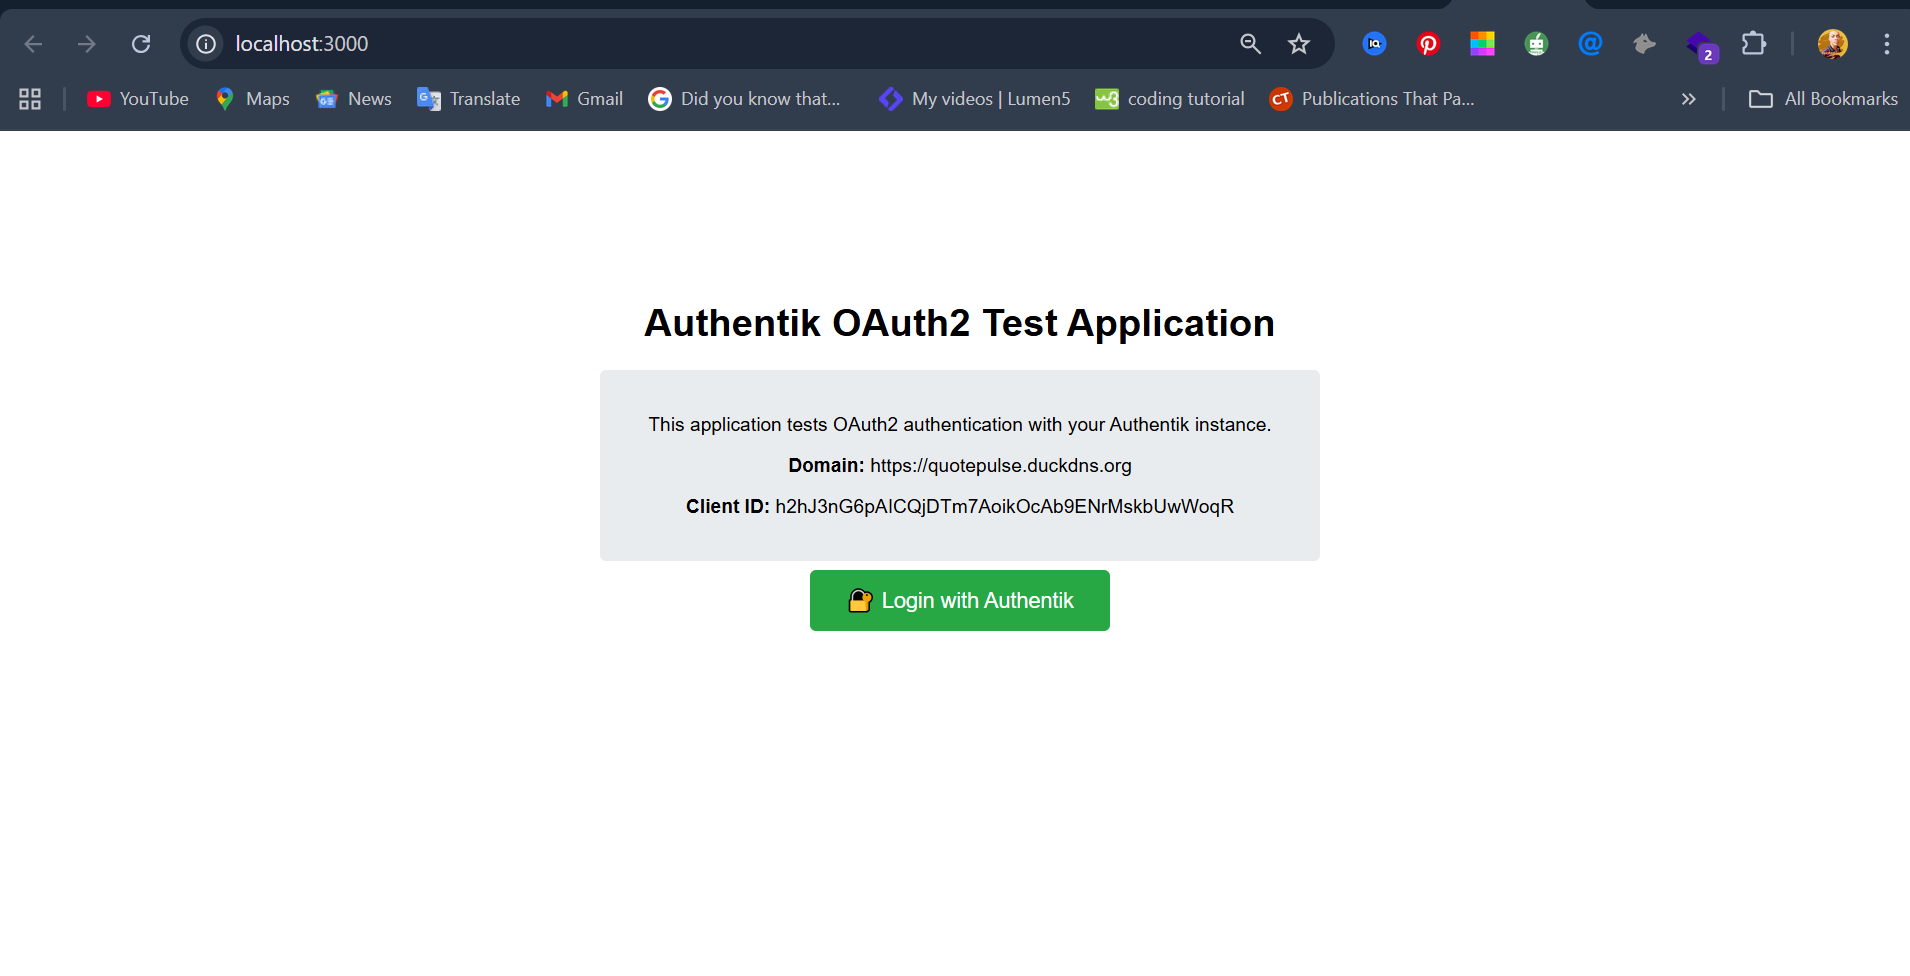 localhost:3000
2
YouTube
Maps
News
Translate
Gmail
Did you know that...
My videos | Lumen5
coding tutorial
Publications That Pa...
All Bookmarks
Authentik OAuth2 Test Application
This application tests OAuth2 authentication with your Authentik instance.
Domain: https://quotepulse.duckdns.org
Client ID: h2hJ3nG6pAICQjDTm7AoikOcAb9ENrMskbUwWoqR
Login with Authentik